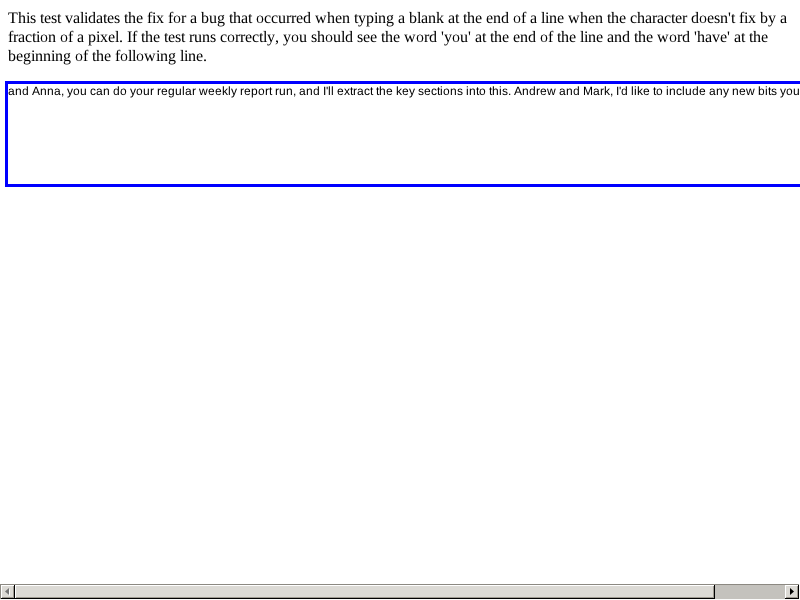 This test validates the fix for a bug that occurred when typing a blank at the end of a line when the character doesn't fix by a
fraction of a pixel. If the test runs correctly, you should see the word 'you' at the end of the line and the word 'have' at the
beginning of the following line.
and Anna, you can do your regular weekly report run, and I'll extract the key sections into this. Andrew and Mark, I'd like to include any new bits you